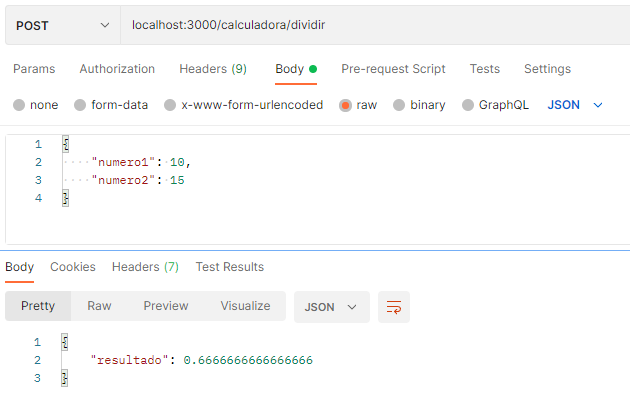 POST localhost:3000/calculadora/dividir
Params Authorization Headers (9) Body Pre-request Script Tests Settings
none form-data x-www-form-urlencoded raw binary GraphQL JSON
1 {
2 "numero1": 10,
3 "numero2": 15
4 }
Body Cookies Headers (7) Test Results
Pretty Raw Preview Visualize JSON
1 {
2 "resultado": 0.6666666666666666
3 }